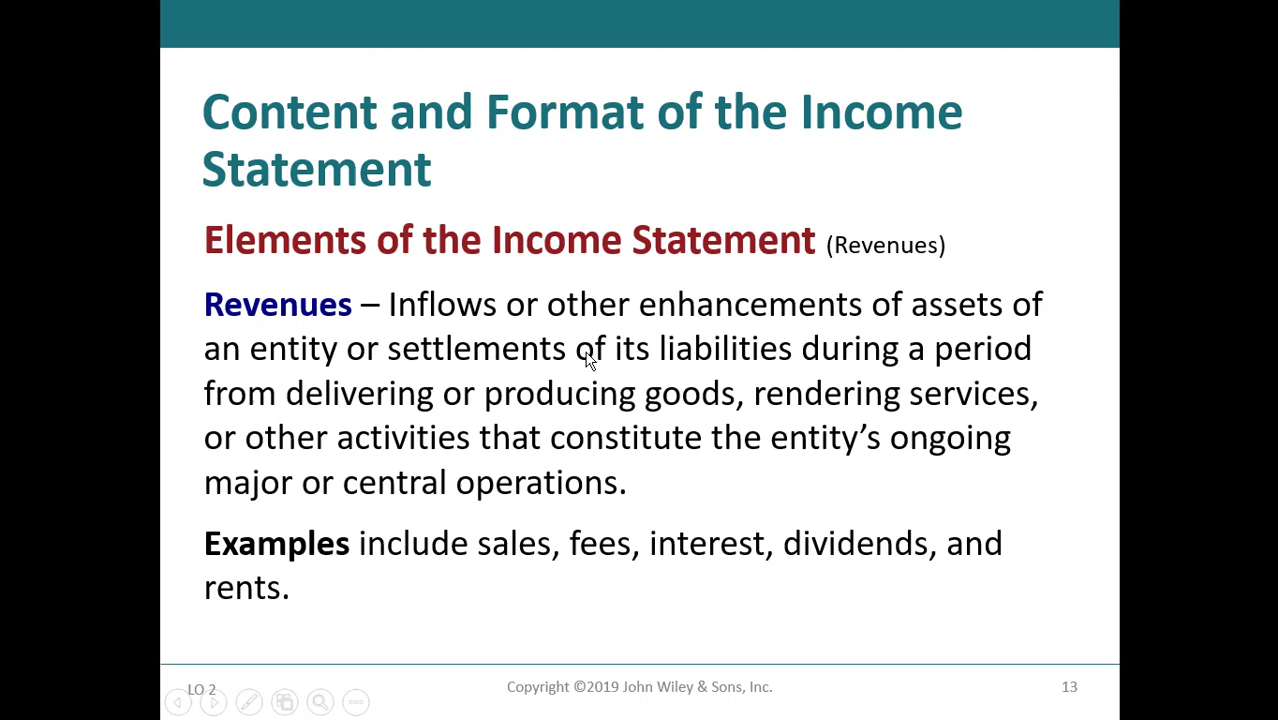 Content and Format of the Income
Statement
Elements of the Income Statement (Revenues)
Revenues – Inflows or other enhancements of assets of
an entity or settlements of its liabilities during a period
from delivering or producing goods, rendering services,
or other activities that constitute the entity’s ongoing
major or central operations.
Examples include sales, fees, interest, dividends, and
rents.
LO 2
Copyright ©2019 John Wiley & Sons, Inc.
13